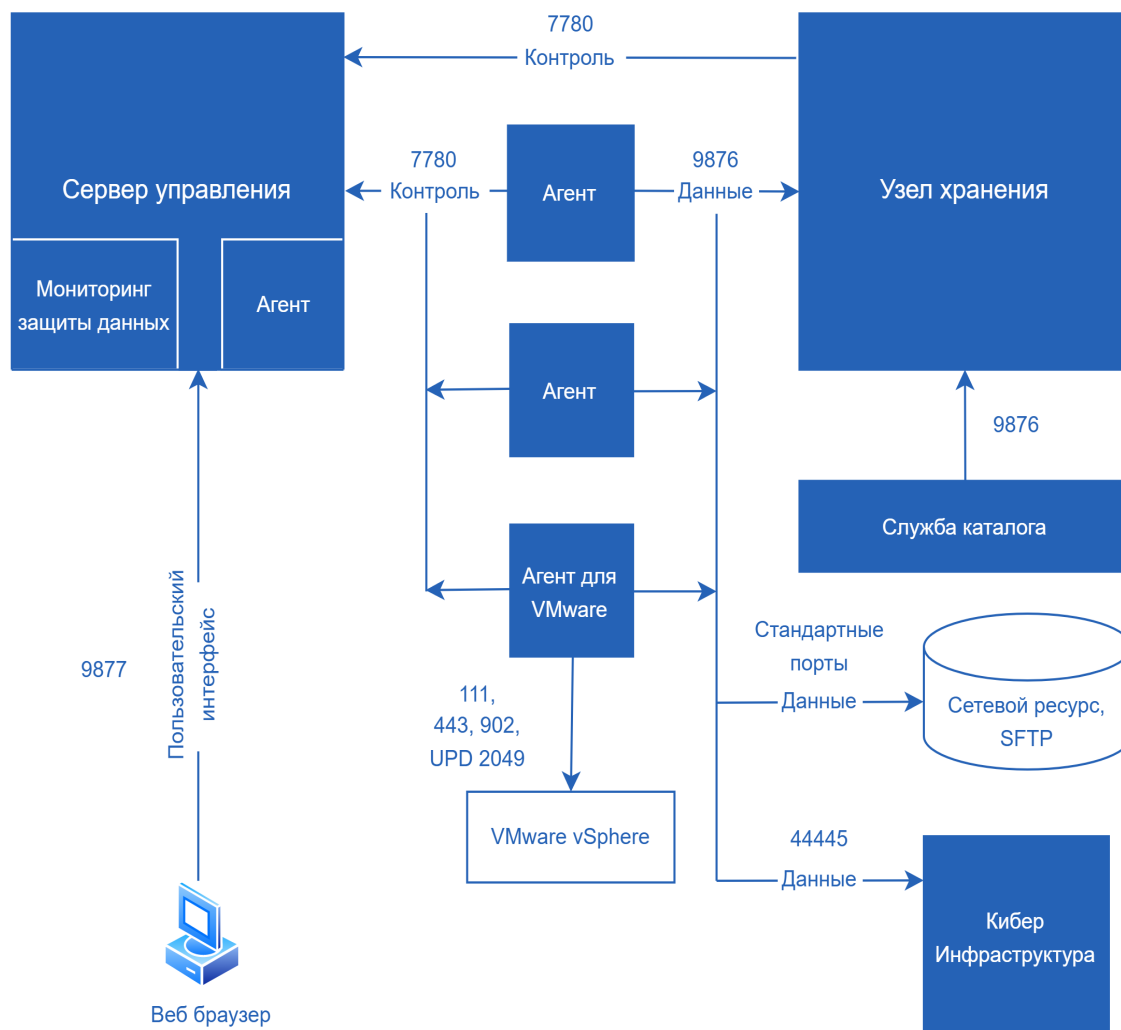 7780
Контроль
Сервер управления
7780
Контроль
Агент
9876
Данные
Узел хранения
Мониторинг
защиты данных
Агент
Агент
9876
Служба каталога
Агент для
VMware
Пользовательский
интерфейс
9877
111,
443, 902,
UPD 2049
VMware vSphere
Стандартные
порты
Данные
Сетевой ресурс,
SFTP
44445
Данные
Кибер
Инфраструктура
Веб браузер